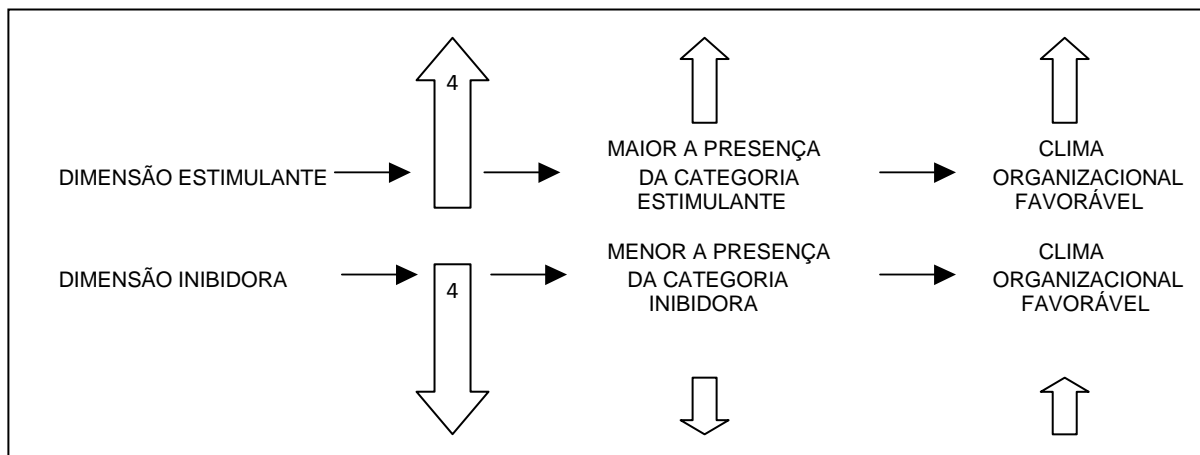 4
DIMENSÃO ESTIMULANTE
MAIOR A PRESENÇA
DA CATEGORIA
ESTIMULANTE
CLIMA
ORGANIZACIONAL
FAVORÁVEL
DIMENSÃO INIBIDORA
4
MENOR A PRESENÇA
DA CATEGORIA
INIBIDORA
CLIMA
ORGANIZACIONAL
FAVORÁVEL